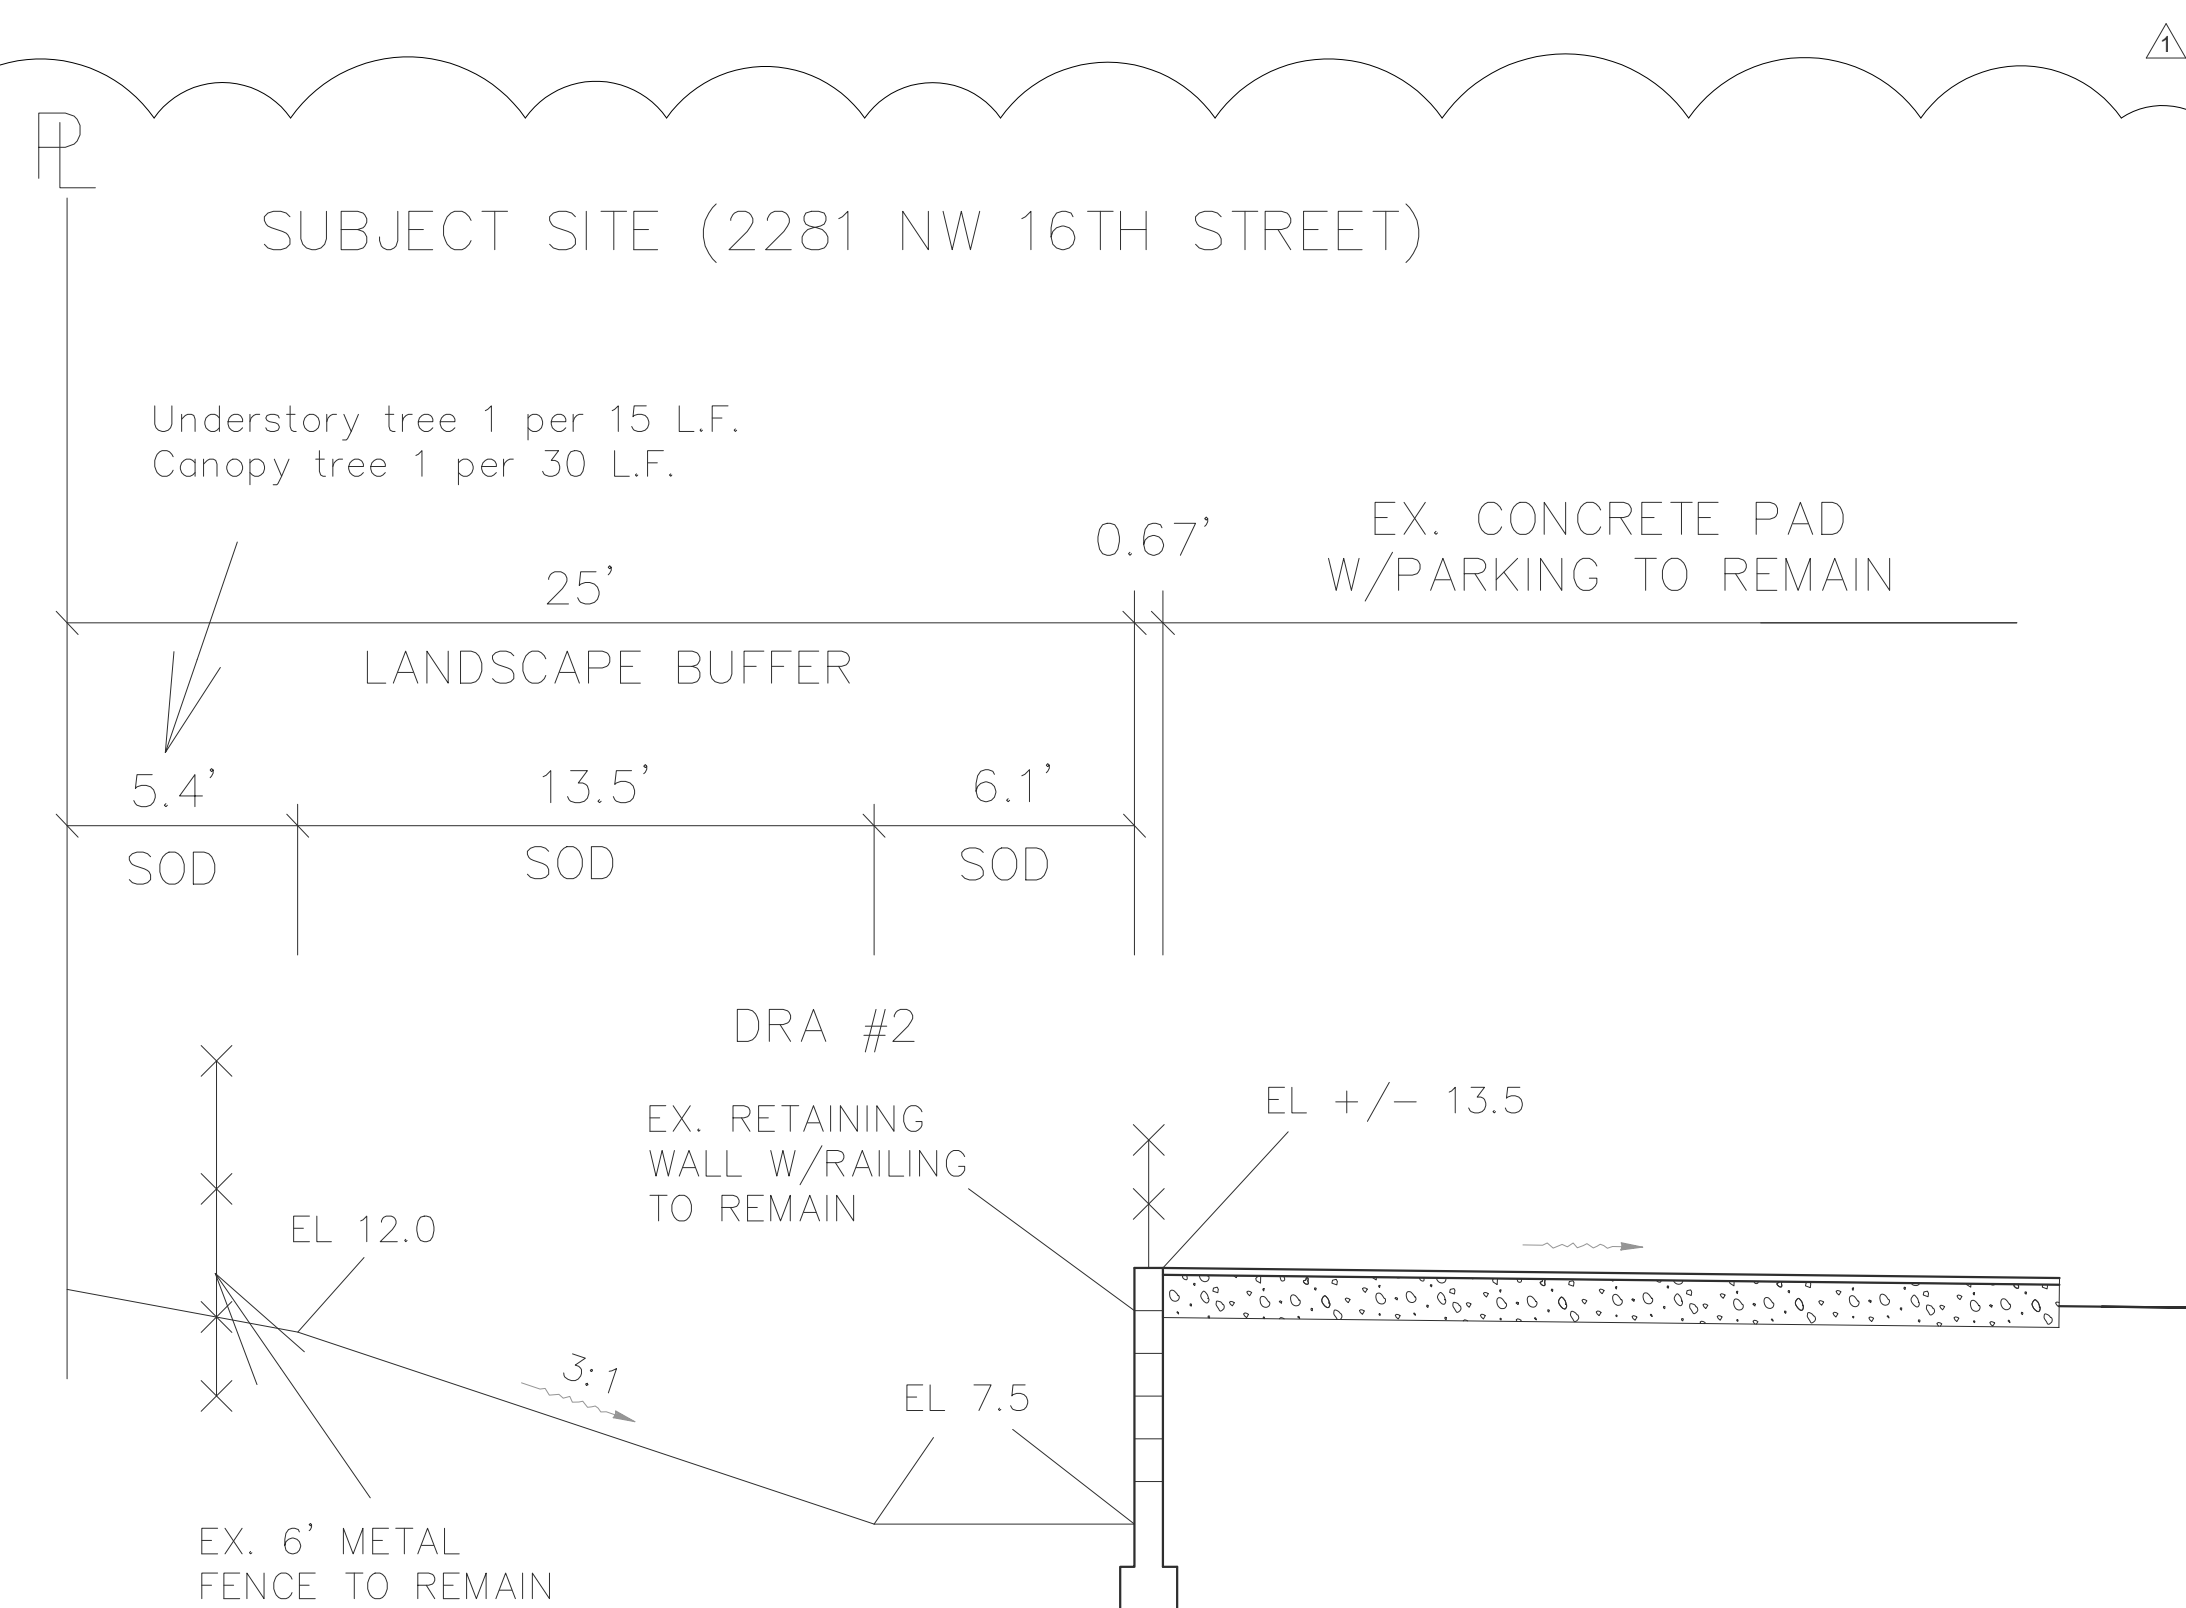 1
PL
SUBJECT SITE (2281 NW 16TH STREET)
Understory tree 1 per 15 L.F.
Canopy tree 1 per 30 L.F.
0.67'
EX. CONCRETE PAD
W/PARKING TO REMAIN
25'
LANDSCAPE BUFFER
5.4'
13.5'
6.1'
SOD
SOD
SOD
DRA #2
EX. RETAINING
WALL W/RAILING
TO REMAIN
EL +/- 13.5
EL 12.0
3:1
EL 7.5
EX. 6' METAL
FENCE TO REMAIN